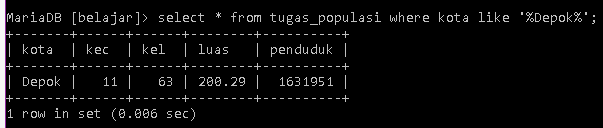 MariaDB [belajar]> select * from tugas_populasi where kota like '%Depok%';
+-------+------+------+--------+----------+
| kota  | kec  | kel  | luas   | penduduk |
+-------+------+------+--------+----------+
| Depok |   11 |   63 | 200.29 |  1631951 |
+-------+------+------+--------+----------+
1 row in set (0.006 sec)